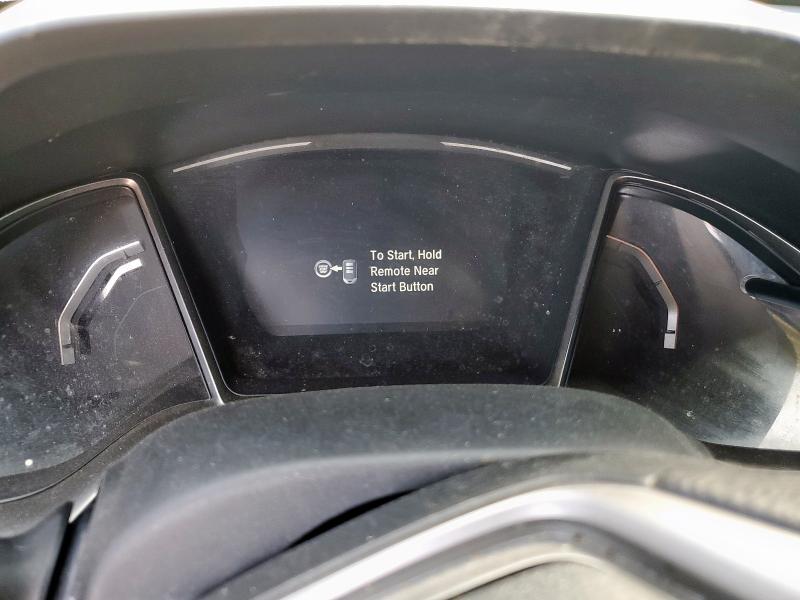 To Start, Hold
Remote Near
Start Button